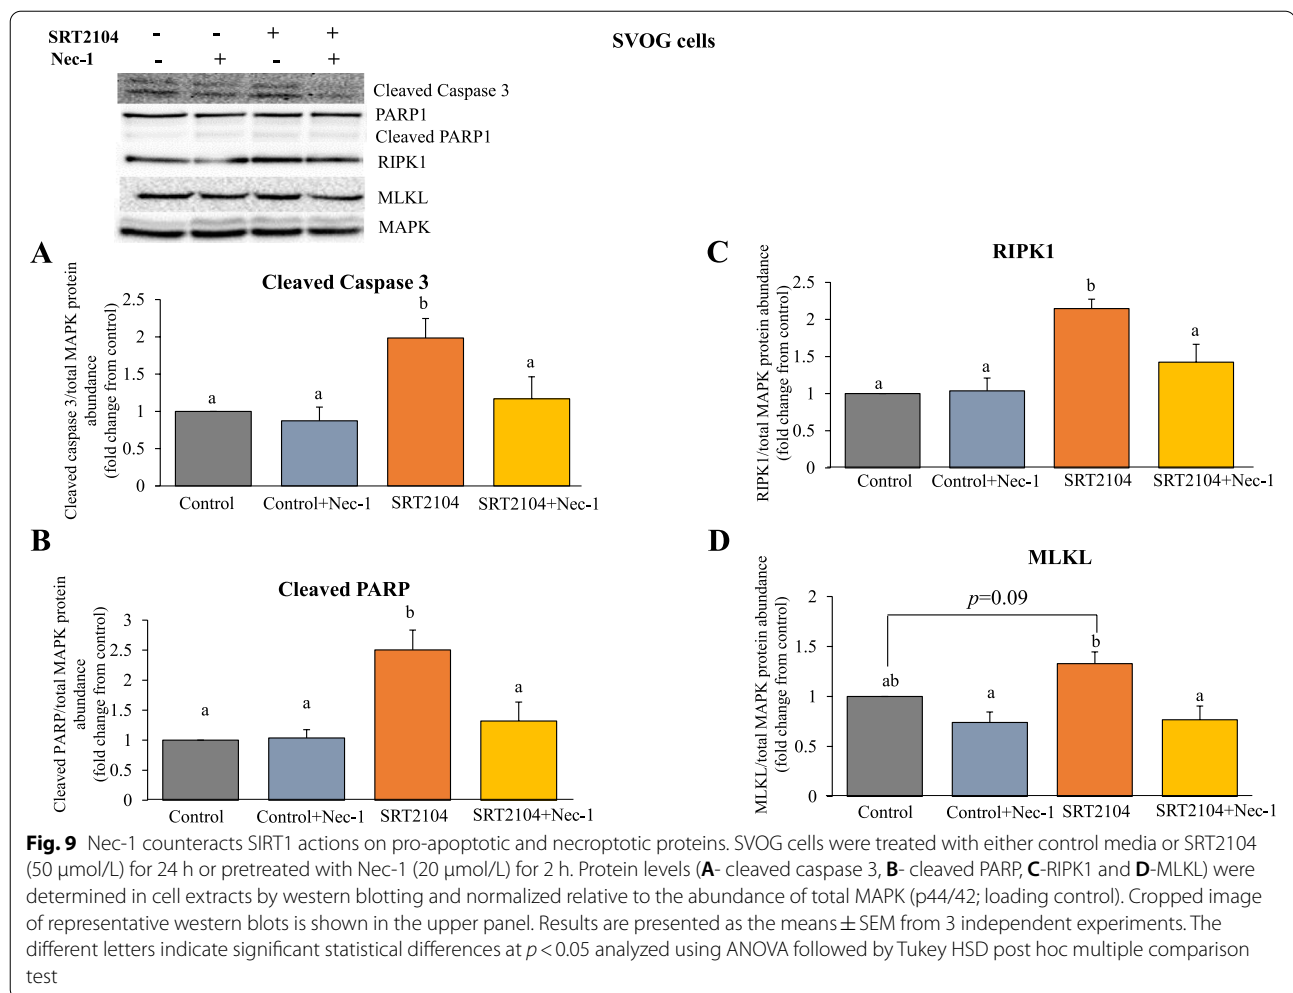 SRT2104 - - + +
SVOG cells
Nec-1 - + - +
Cleaved Caspase 3
PARP1
Cleaved PARP1
RIPK1
MLKL
MAPK
A
Cleaved Caspase 3
Cleaved caspase 3/total MAPK protein
abundance
(fold change from control)
2.5
2
1.5
1
0.5
0
a
a
b
a
Control
Control+Nec-1
SRT2104
SRT2104+Nec-1
B
Cleaved PARP
Cleaved PARP/total MAPK protein
abundance
(fold change from control)
3
2.5
2
1.5
1
0.5
0
a
a
b
a
Control
Control+Nec-1
SRT2104
SRT2104+Nec-1
C
RIPK1
RIPK1/total MAPK protein abundance
(fold change from control)
2.5
2
1.5
1
0.5
0
a
a
b
a
Control
Control+Nec-1
SRT2104
SRT2104+Nec-1
D
MLKL
MLKL/total MAPK protein abundance
(fold change from control)
2
1.5
1
0.5
0
p=0.09
ab
a
b
a
Control
Control+Nec-1
SRT2104
SRT2104+Nec-1
Fig. 9 Nec-1 counteracts SIRT1 actions on pro-apoptotic and necroptotic proteins. SVOG cells were treated with either control media or SRT2104
(50 µmol/L) for 24 h or pretreated with Nec-1 (20 µmol/L) for 2 h. Protein levels (A- cleaved caspase 3, B- cleaved PARP, C-RIPK1 and D-MLKL) were
determined in cell extracts by western blotting and normalized relative to the abundance of total MAPK (p44/42; loading control). Cropped image
of representative western blots is shown in the upper panel. Results are presented as the means ± SEM from 3 independent experiments. The
different letters indicate significant statistical differences at p < 0.05 analyzed using ANOVA followed by Tukey HSD post hoc multiple comparison
test